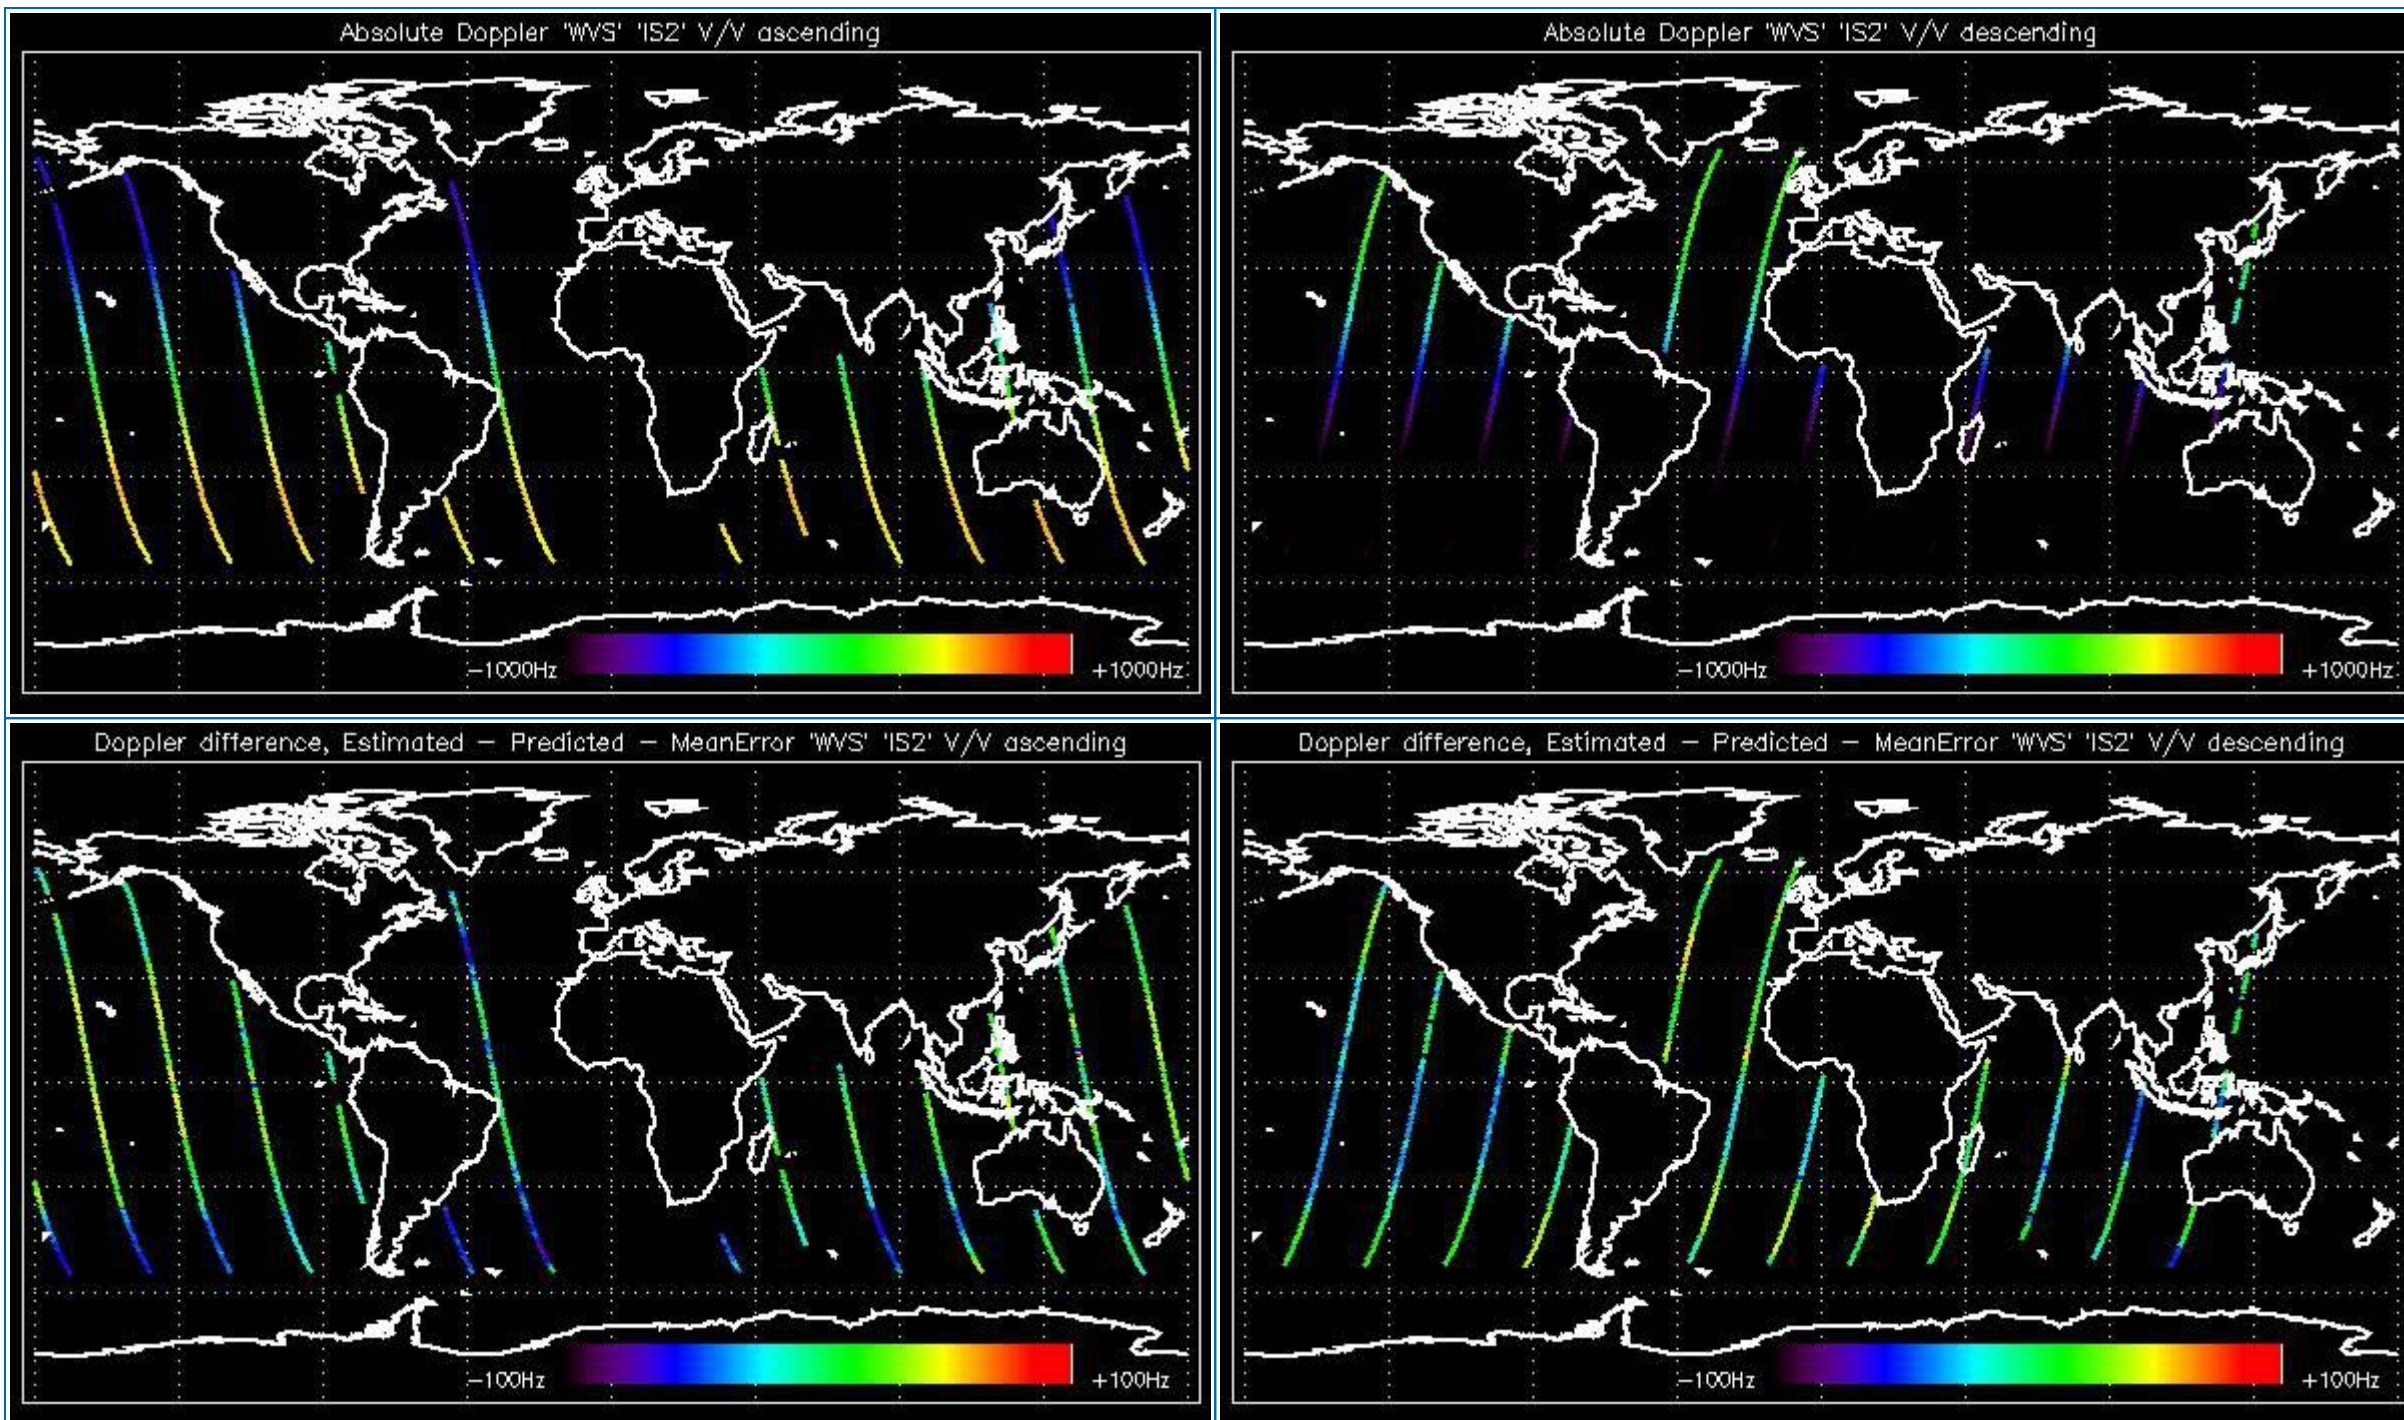 Absolute Doppler 'WVS' 'IS2' V/V ascending
-1000Hz
+1000Hz
Absolute Doppler 'WVS' 'IS2' V/V descending
-1000Hz
+1000Hz
Doppler difference, Estimated - Predicted - MeanError 'WVS' 'IS2' V/V ascending
-100Hz
+100Hz
Doppler difference, Estimated - Predicted - MeanError 'WVS' 'IS2' V/V descending
-100Hz
+100Hz